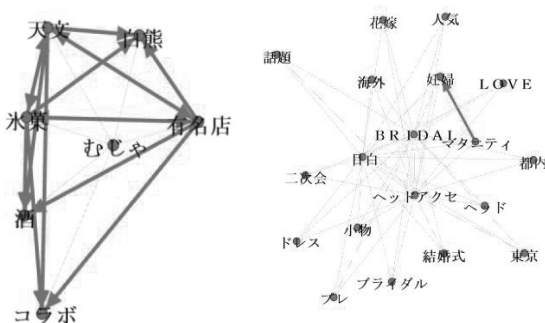 天文
白熊
氷菓
有名店
むじゃ
酒
コラボ
花嫁
人気
話題
海外
妊婦
LOVE
BRIDAL
マタニティ
目白
都内
二次会
ヘッドアクセ
ヘッド
小物
ドレス
結婚式
東京
ブライダル
プレ